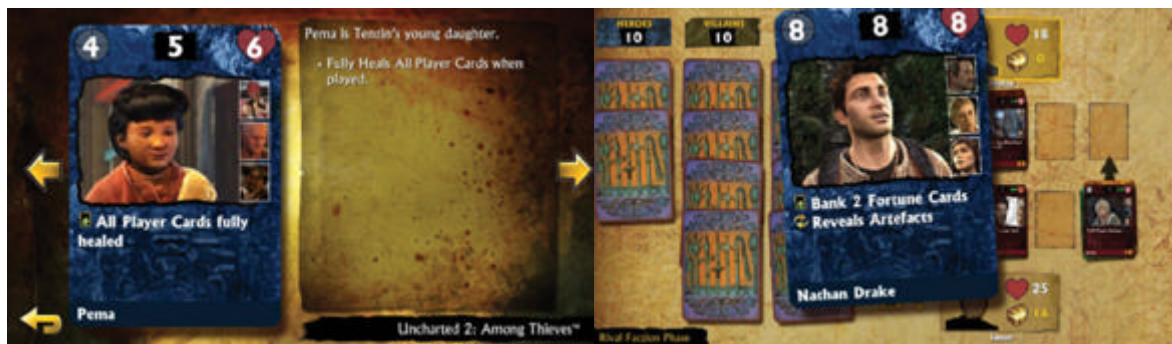 4 5 6
Pema is Tenzin's young daughter.
• Fully Heals All Player Cards when
played.
All Player Cards fully
healed
Pema
Uncharted 2: Among Thieves™
HEROES
10
VILLAINS
10
8 8 8
18
0
Bank 2 Fortune Cards
Reveals Artefacts
Nathan Drake
25
Rival Faction Phase